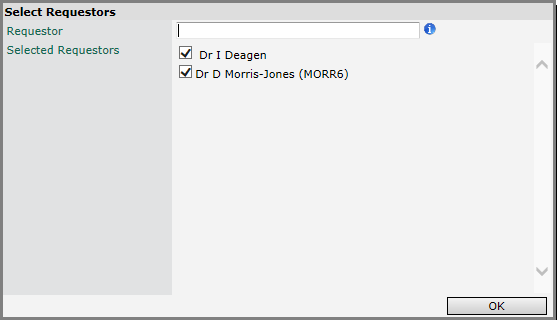 Select Requestors
Requestor
Selected Requestors
Dr I Deagen
Dr D Morris-Jones (MORR6)
OK